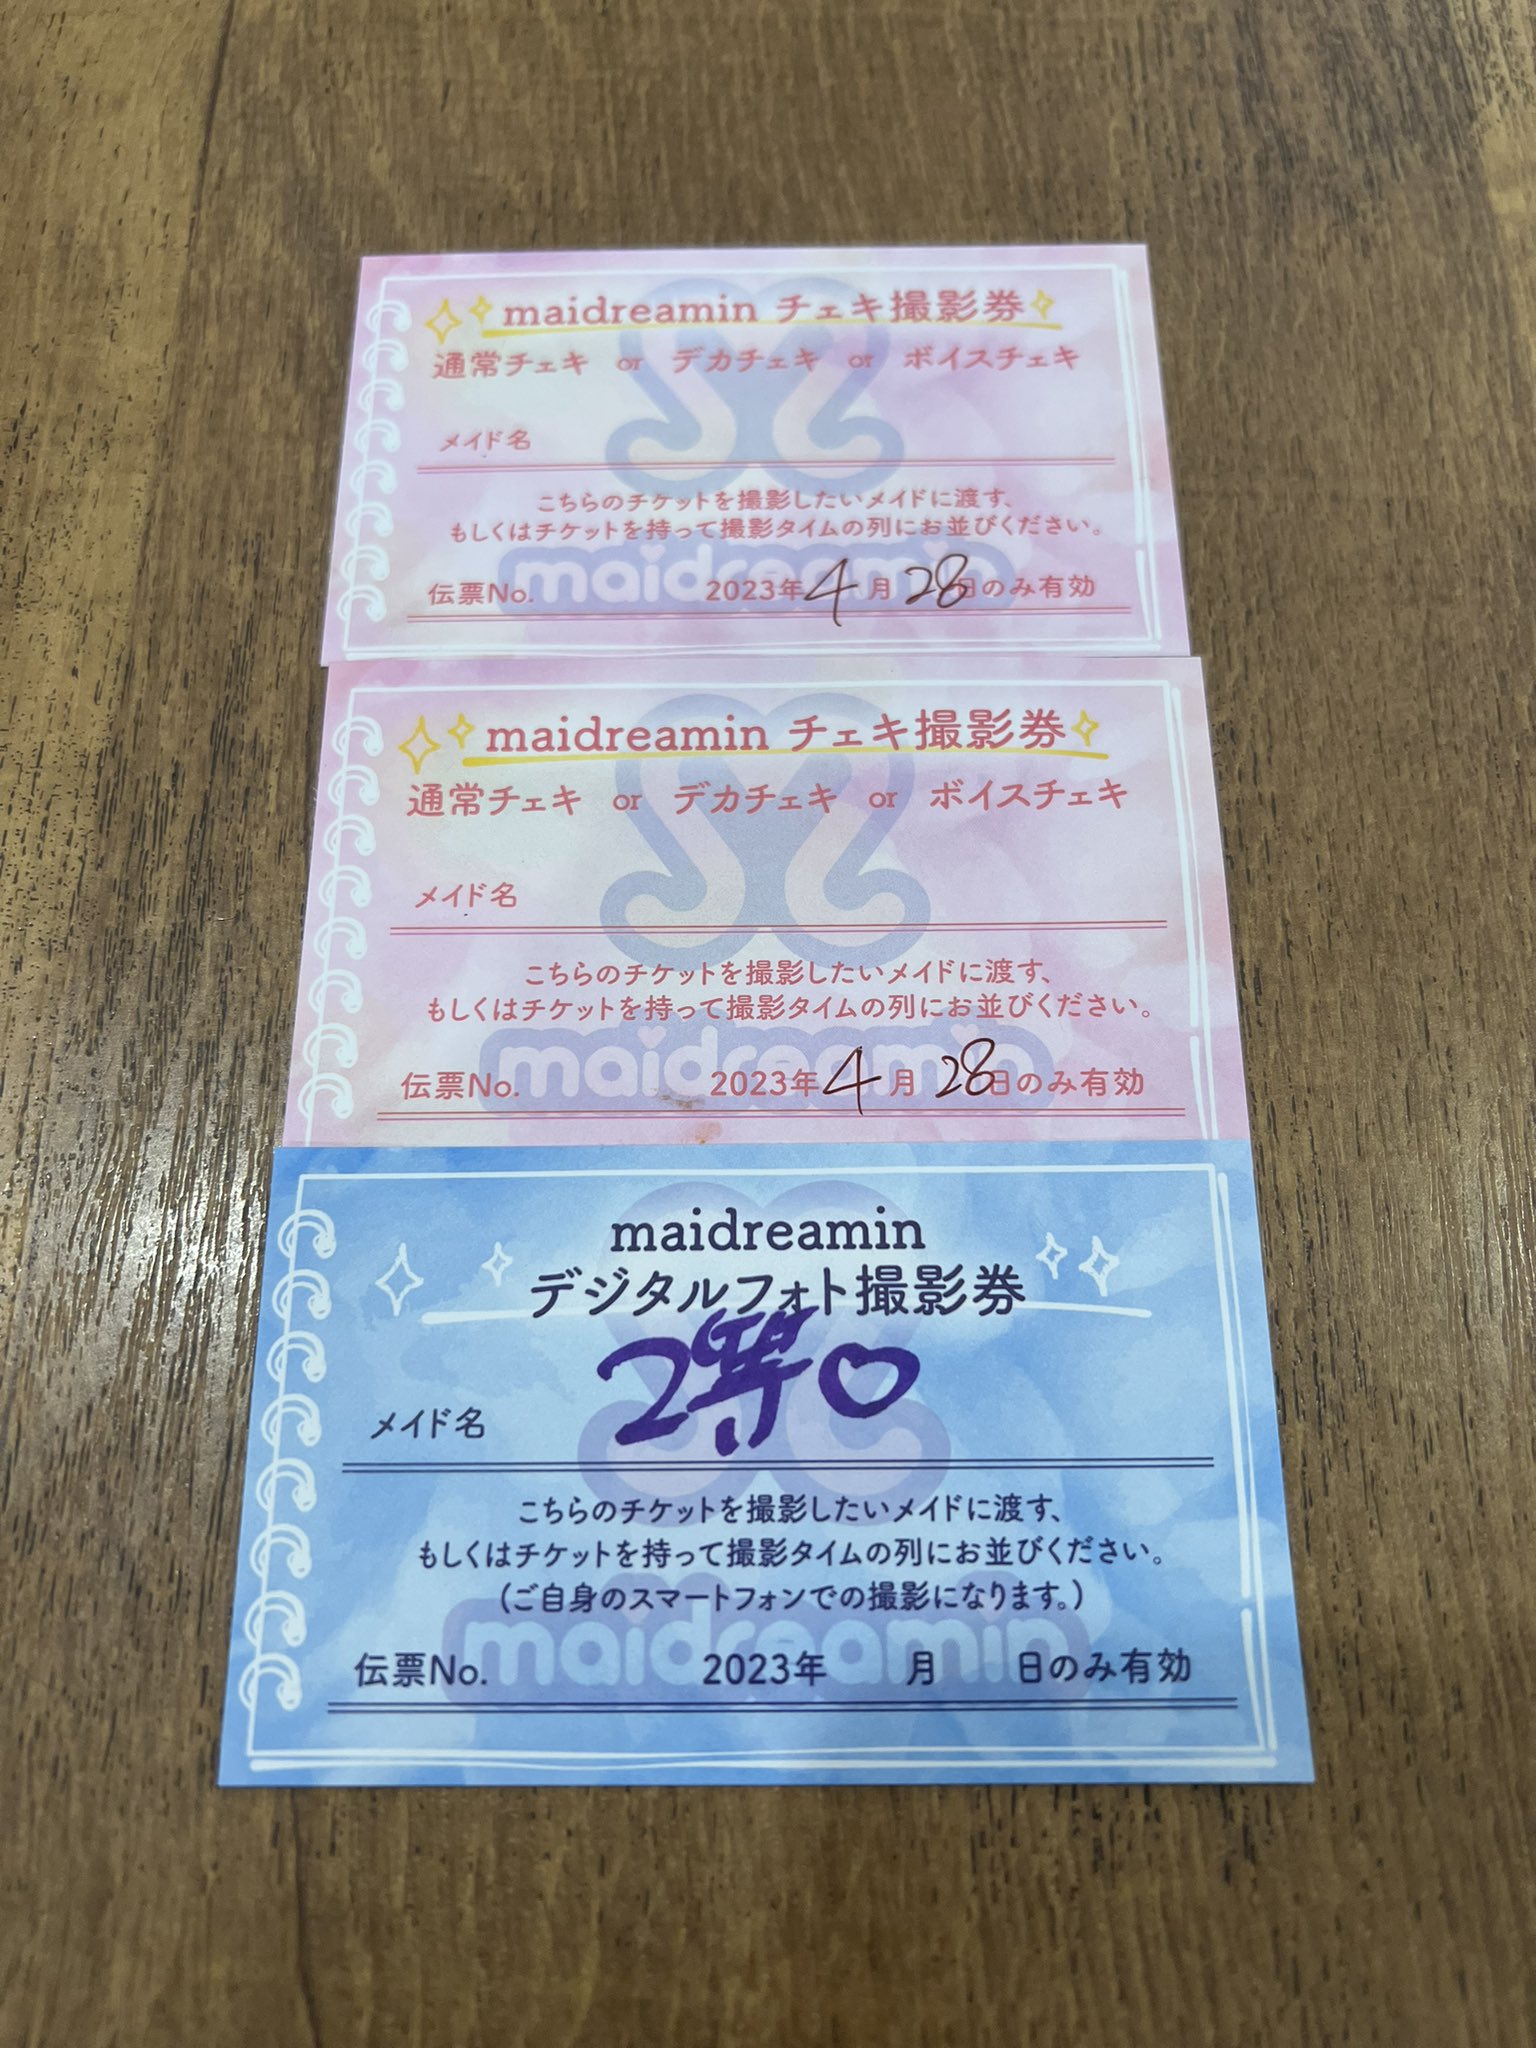 maidreamin チェキ撮影券
通常チェキ or デカチェキ or ボイスチェキ
メイド名
こちらのチケットを撮影したいメイドに渡す、
もしくはチケットを持って撮影タイムの列にお並びください。
maidreamin
伝票No. 2023年4月28日のみ有効
maidreamin チェキ撮影券
通常チェキ or デカチェキ or ボイスチェキ
メイド名
こちらのチケットを撮影したいメイドに渡す、
もしくはチケットを持って撮影タイムの列にお並びください。
maidreamin
伝票No. 2023年4月28日のみ有効
maidreamin
デジタルフォト撮影券
2等♡
メイド名
こちらのチケットを撮影したいメイドに渡す、
もしくはチケットを持って撮影タイムの列にお並びください。
(ご自身のスマートフォンでの撮影になります。)
maidreamin
伝票No. 2023年 月 日のみ有効